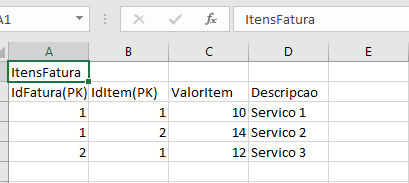 A1 ItensFatura
A B C D E
ItensFatura
IdFatura(PK) IdItem(PK) ValorItem Descripcao
1 1 10 Servico 1
1 2 14 Servico 2
2 1 12 Servico 3